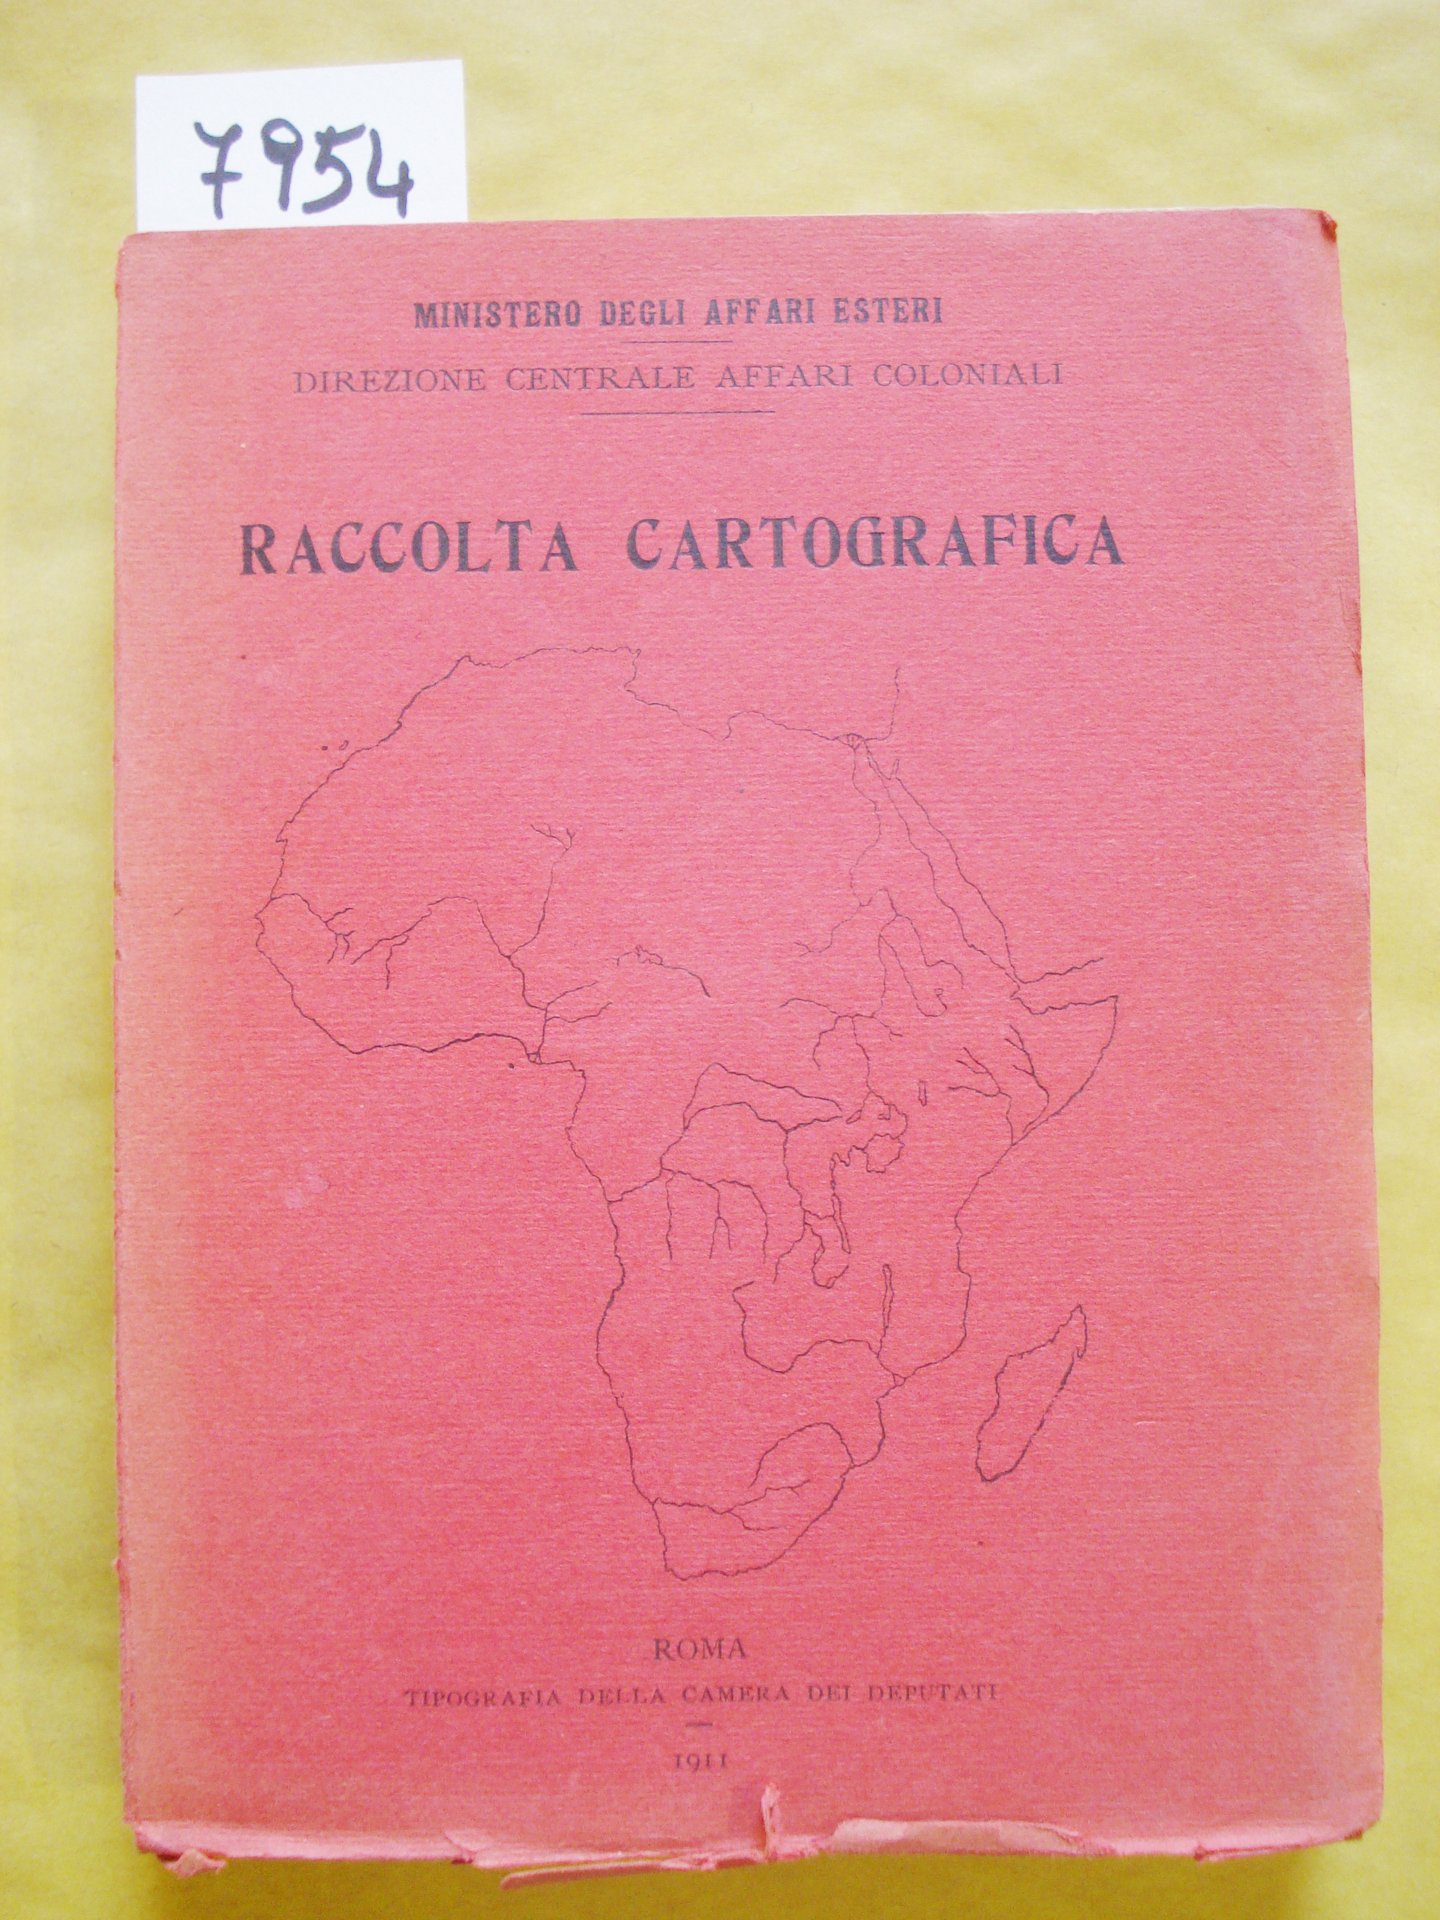 7954
MINISTERO DEGLI AFFARI ESTERI
DIREZIONE CENTRALE AFFARI COLONIALI
RACCOLTA CARTOGRAFICA
ROMA
TIPOGRAFIA DELLA CAMERA DEI DEPUTATI
1911